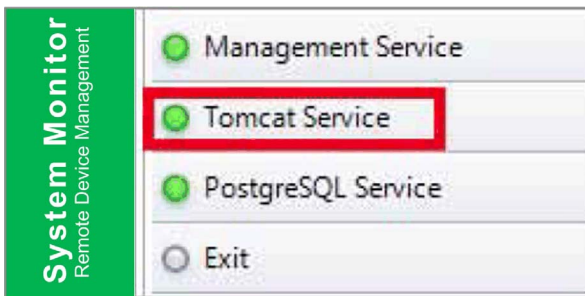 System Monitor
Remote Device Management
Management Service
Tomcat Service
PostgreSQL Service
Exit